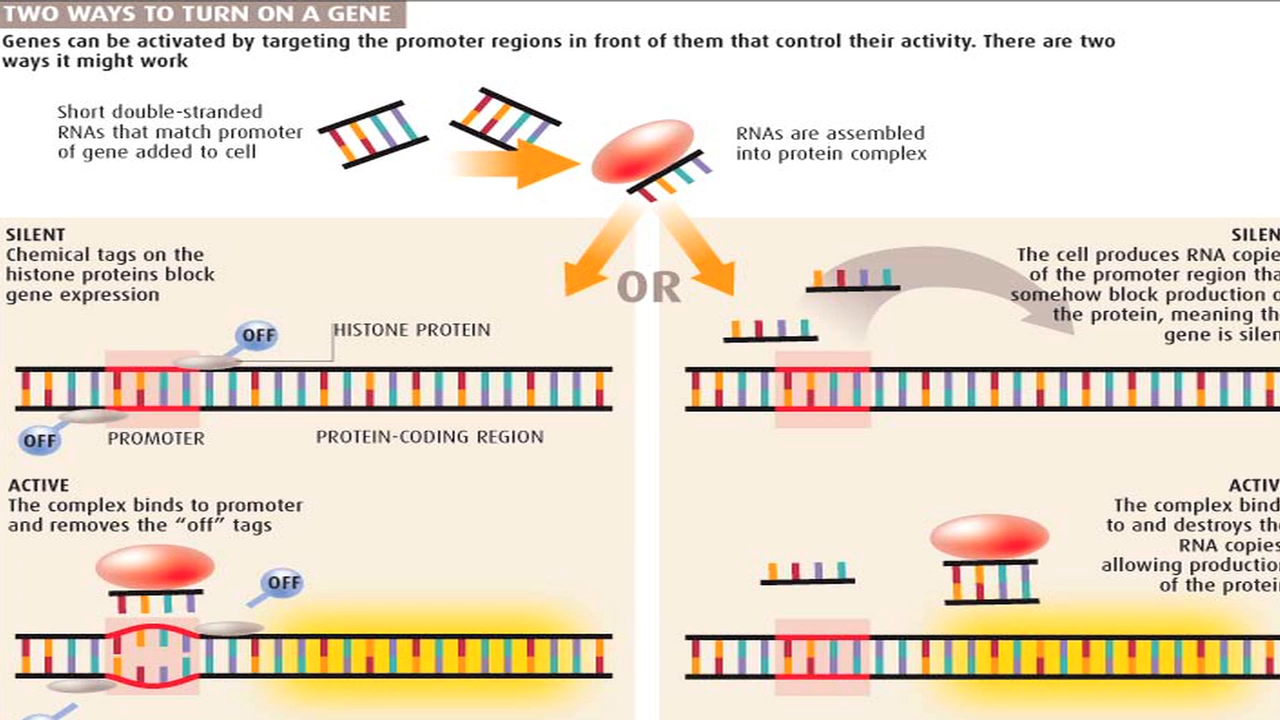 TWO WAYS TO TURN ON A GENE
Genes can be activated by targeting the promoter regions in front of them that control their activity. There are two
ways it might work
Short double-stranded
RNAs that match promoter
of gene added to cell
RNAs are assembled
into protein complex
OR
SILENT
Chemical tags on the
histone proteins block
gene expression
OFF
HISTONE PROTEIN
OFF
PROMOTER
PROTEIN-CODING REGION
ACTIVE
The complex binds to promoter
and removes the “off” tags
OFF
SILEN
The cell produces RNA copie
of the promoter region tha
somehow block production
the protein, meaning th
gene is silen
ACTIV
The complex bind
to and destroys th
RNA copies
allowing productio
of the protei